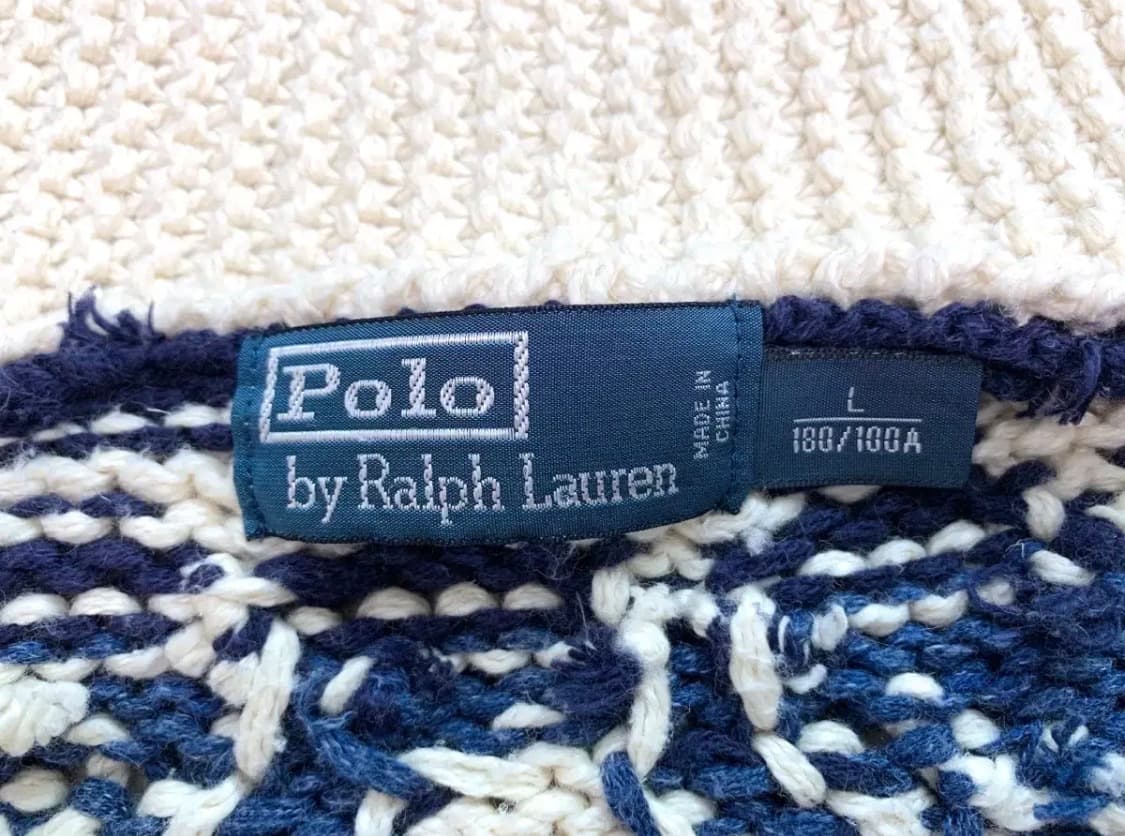 Polo
by Ralph Lauren
MADE IN
CHINA
L
180/100A